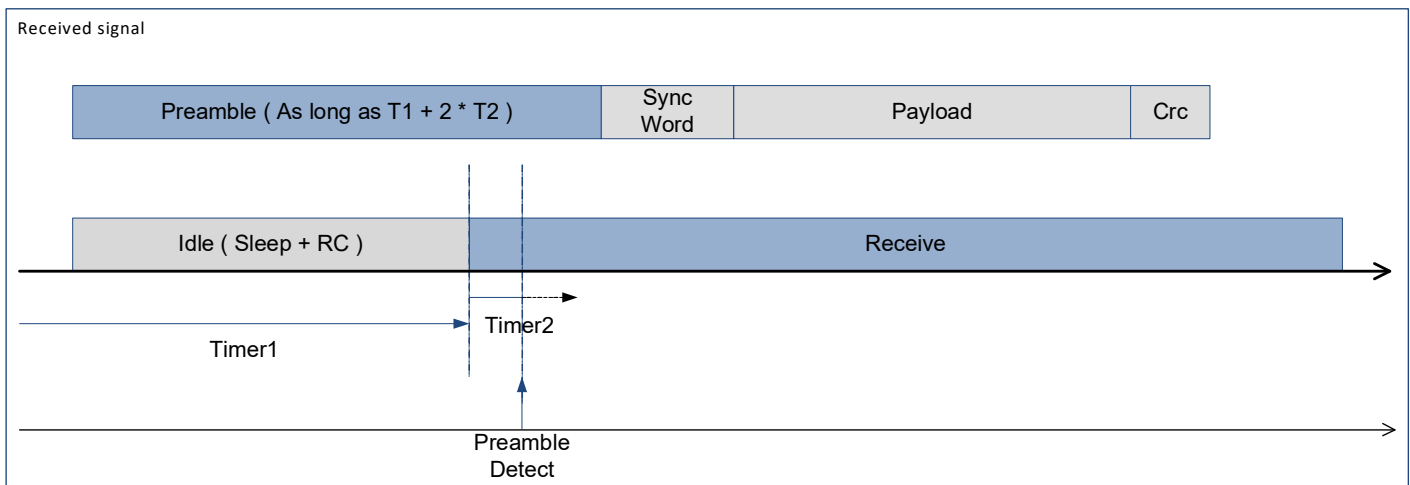 Received signal
Preamble ( As long as T1 + 2 * T2 )
Sync
Word
Payload
Crc
Idle ( Sleep + RC )
Receive
Timer2
Timer1
Preamble
Detect